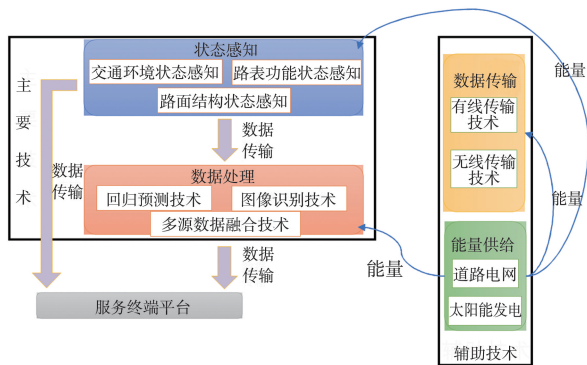 主要技术
状态感知
交通环境状态感知
路表功能状态感知
路面结构状态感知
数据
传输
数据
传输
数据处理
回归预测技术
图像识别技术
多源数据融合技术
数据
传输
服务终端平台
数据传输
有线传输
技术
无线传输
技术
能量供给
道路电网
太阳能发电
辅助技术
能量
能量
能量